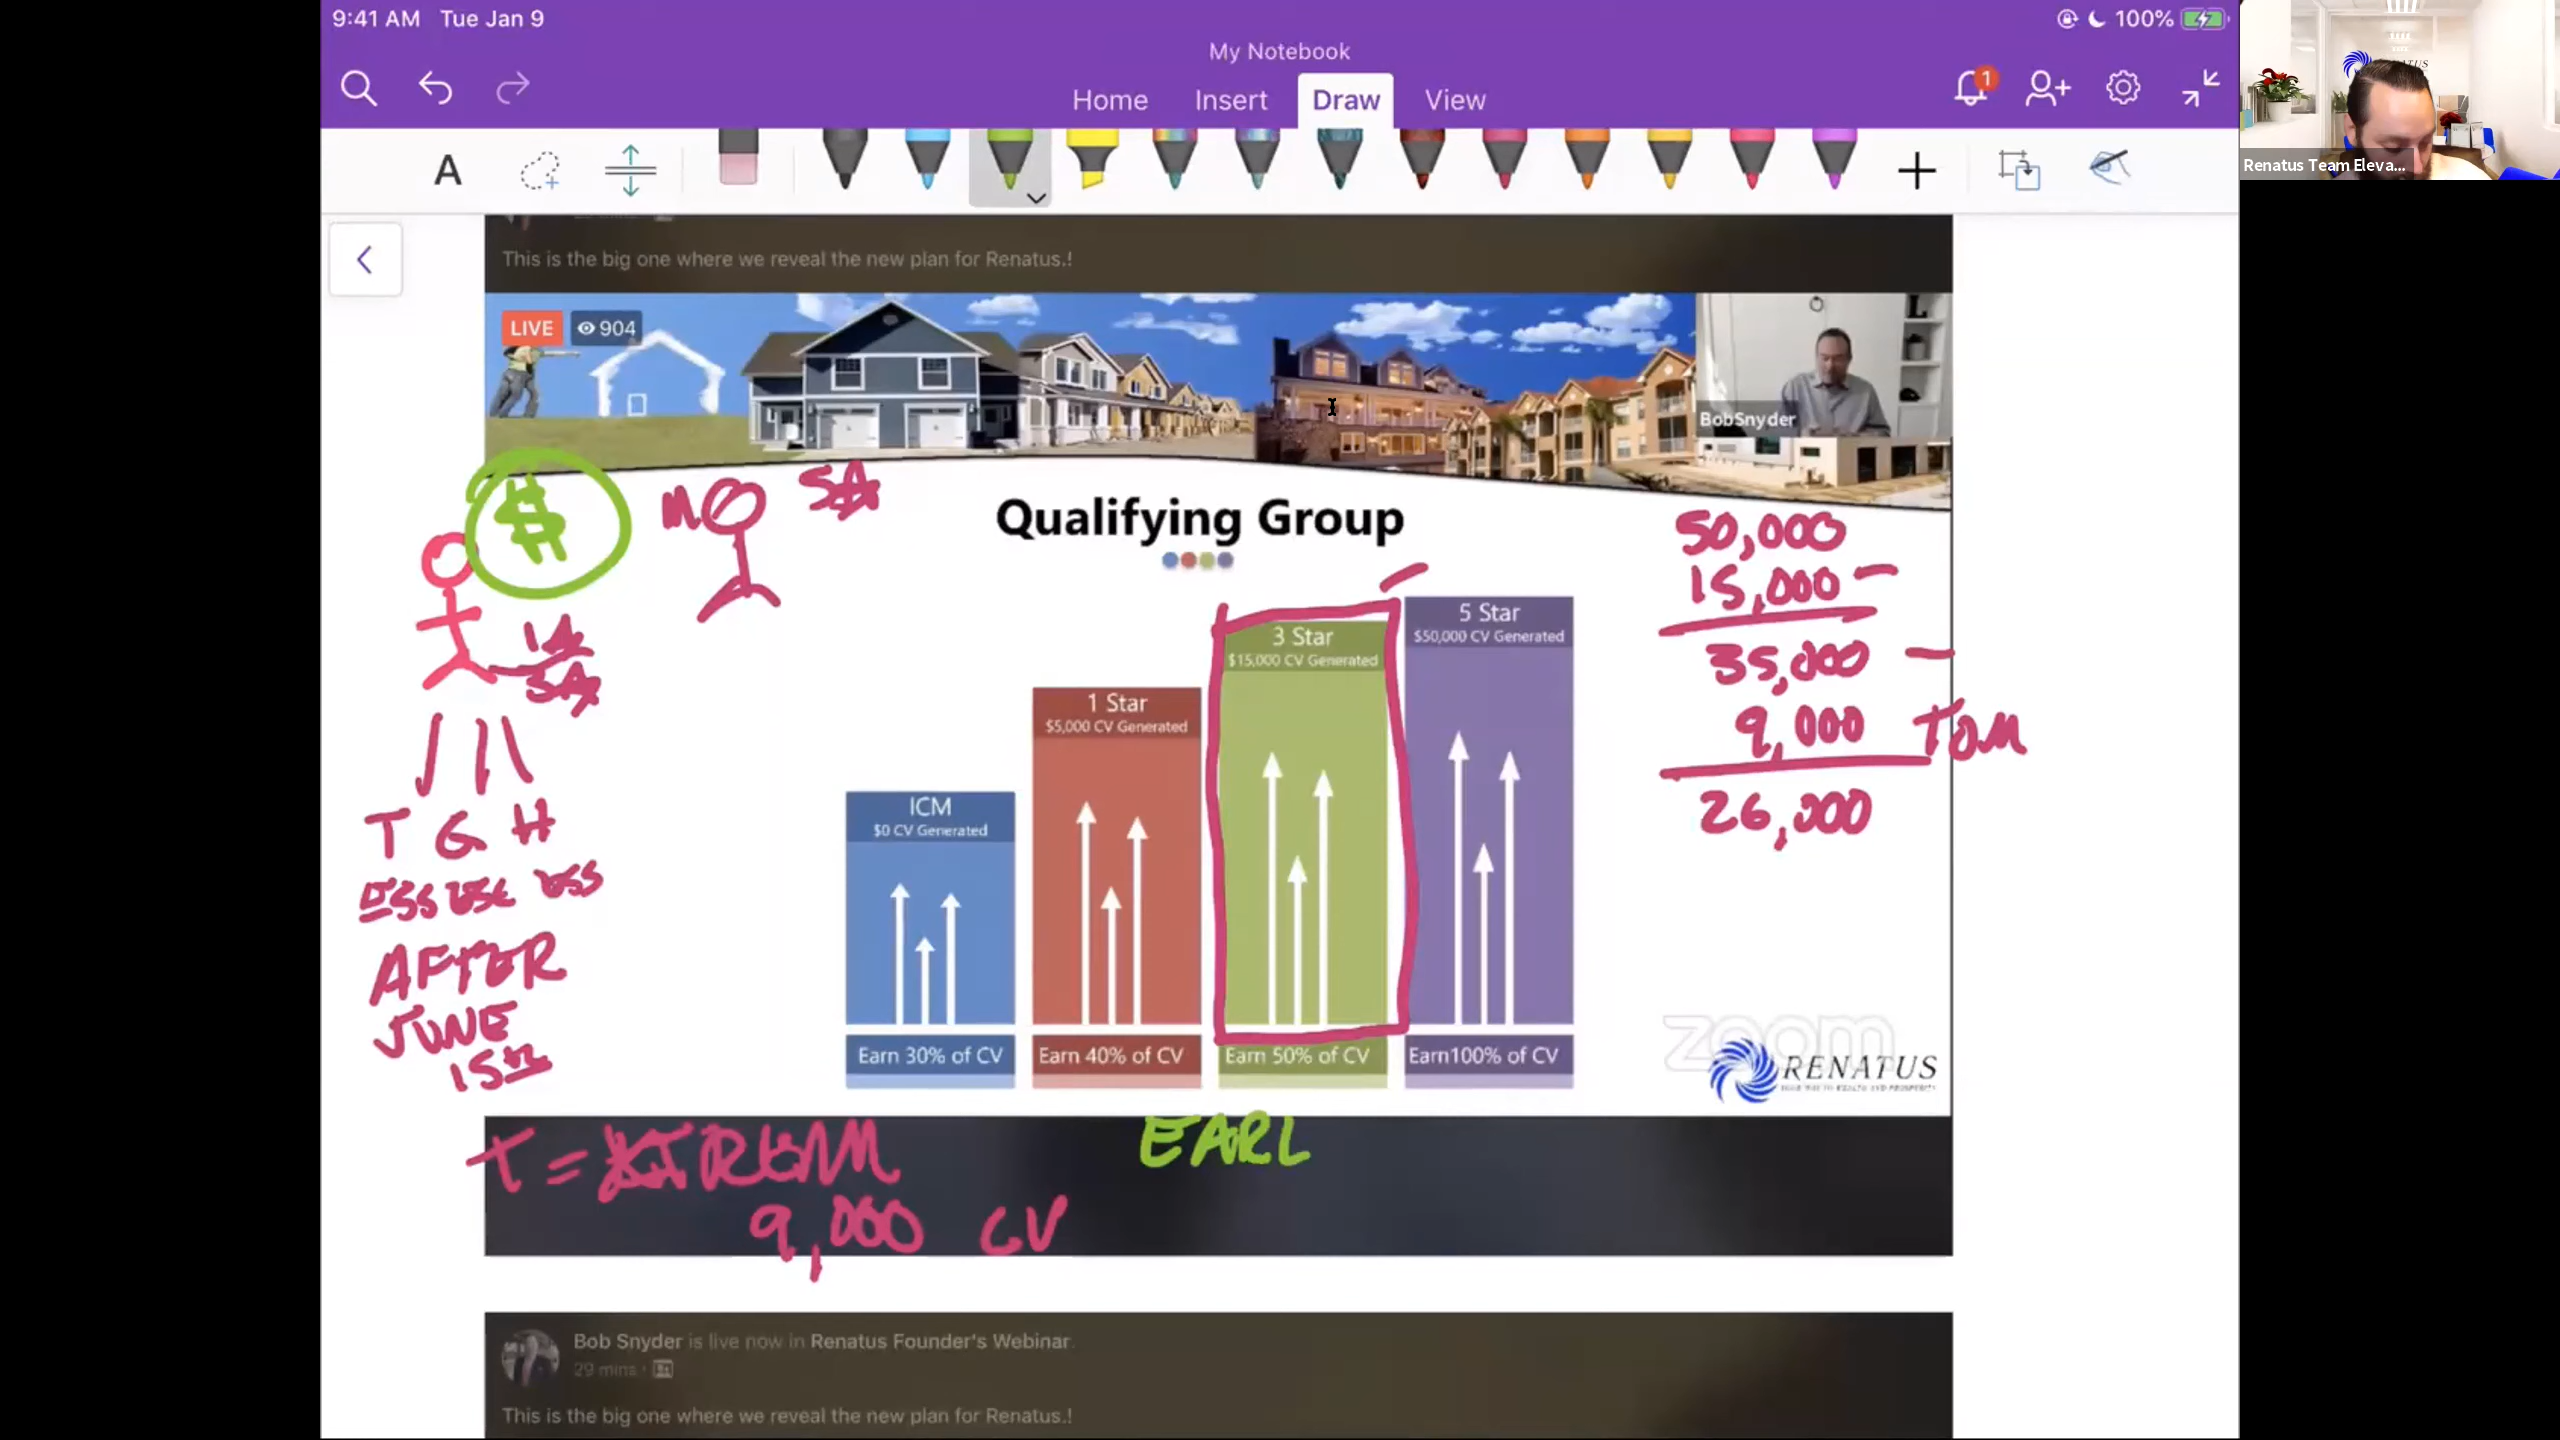 9:41 AM Tue Jan 9
100%
My Notebook
Home Insert Draw View
1
A
Renatus Team Eleva...
This is the big one where we reveal the new plan for Renatus.!
LIVE 904
BobSnyder
$
M
Qualifying Group
50,000
15,000 –
35,000 –
9,000 TOM
26,000
5 Star
$50,000 CV Generated
3 Star
$15,000 CV Generated
1 Star
$5,000 CV Generated
ICM
$0 CV Generated
T G H
AFTER
JUNE
15th
Earn 30% of CV
Earn 40% of CV
Earn 50% of CV
Earn100% of CV
zoom
RENATUS
EARL
9,000 CV
Bob Snyder is live now in Renatus Founder's Webinar
29 mins
This is the big one where we reveal the new plan for Renatus.!